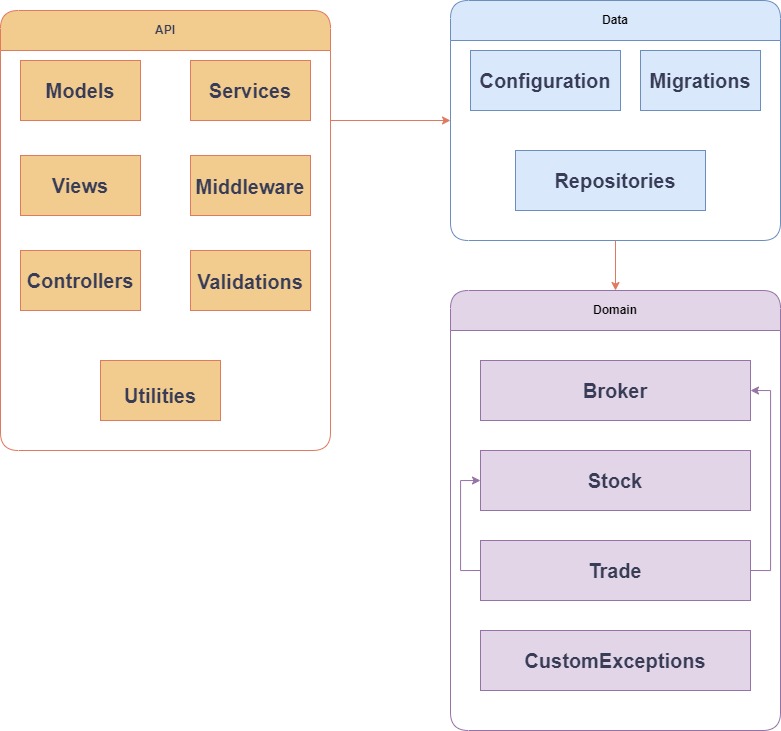 API
Models
Services
Views
Middleware
Controllers
Validations
Utilities
Data
Configuration
Migrations
Repositories
Domain
Broker
Stock
Trade
CustomExceptions